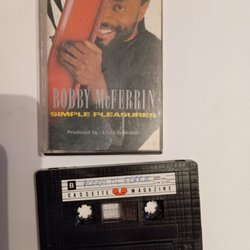 BOBBY McFERRIN
SIMPLE PLEASURES
Produced by Linda Goldstein
B
CASSETTE MAGAZINE